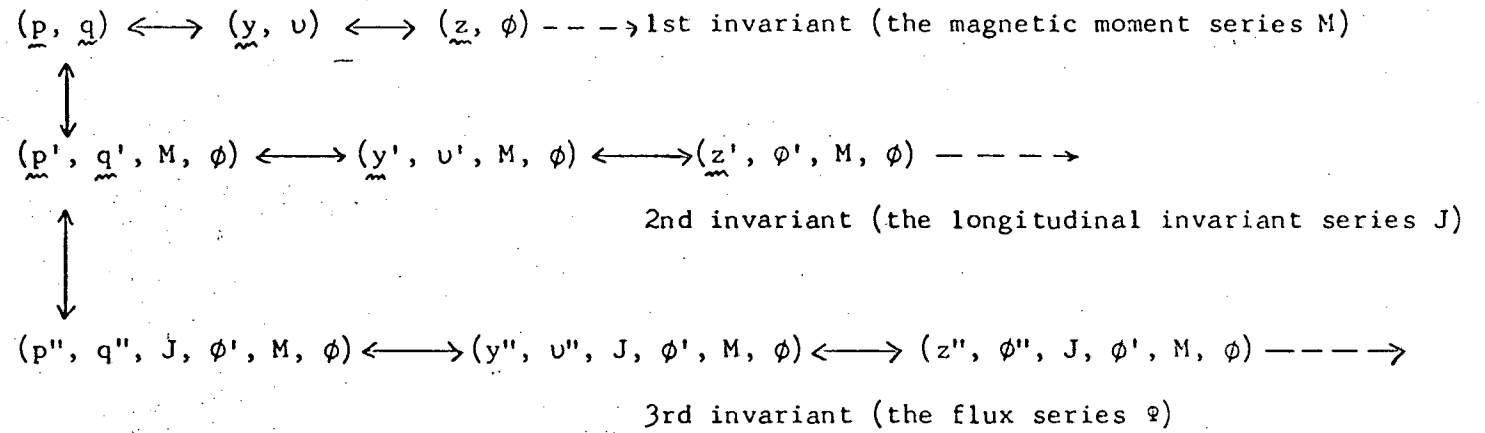 (p, q) ⟷ (y, υ) ⟷ (z, ϕ) - - - → 1st invariant (the magnetic moment series M)
(p', q', M, ϕ) ⟷ (y', υ', M, ϕ) ⟷ (z', φ', M, ϕ) - - - - →
2nd invariant (the longitudinal invariant series J)
(p", q", J, ϕ', M, ϕ) ⟷ (y", υ", J, ϕ', M, ϕ) ⟷ (z", ϕ", J, ϕ', M, ϕ) - - - - →
3rd invariant (the flux series ♀)